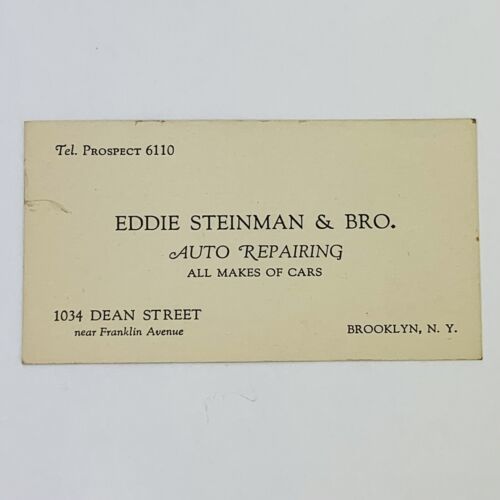 Tel. PROSPECT 6110
EDDIE STEINMAN & BRO.
AUTO REPAIRING
ALL MAKES OF CARS
1034 DEAN STREET
near Franklin Avenue
BROOKLYN, N. Y.